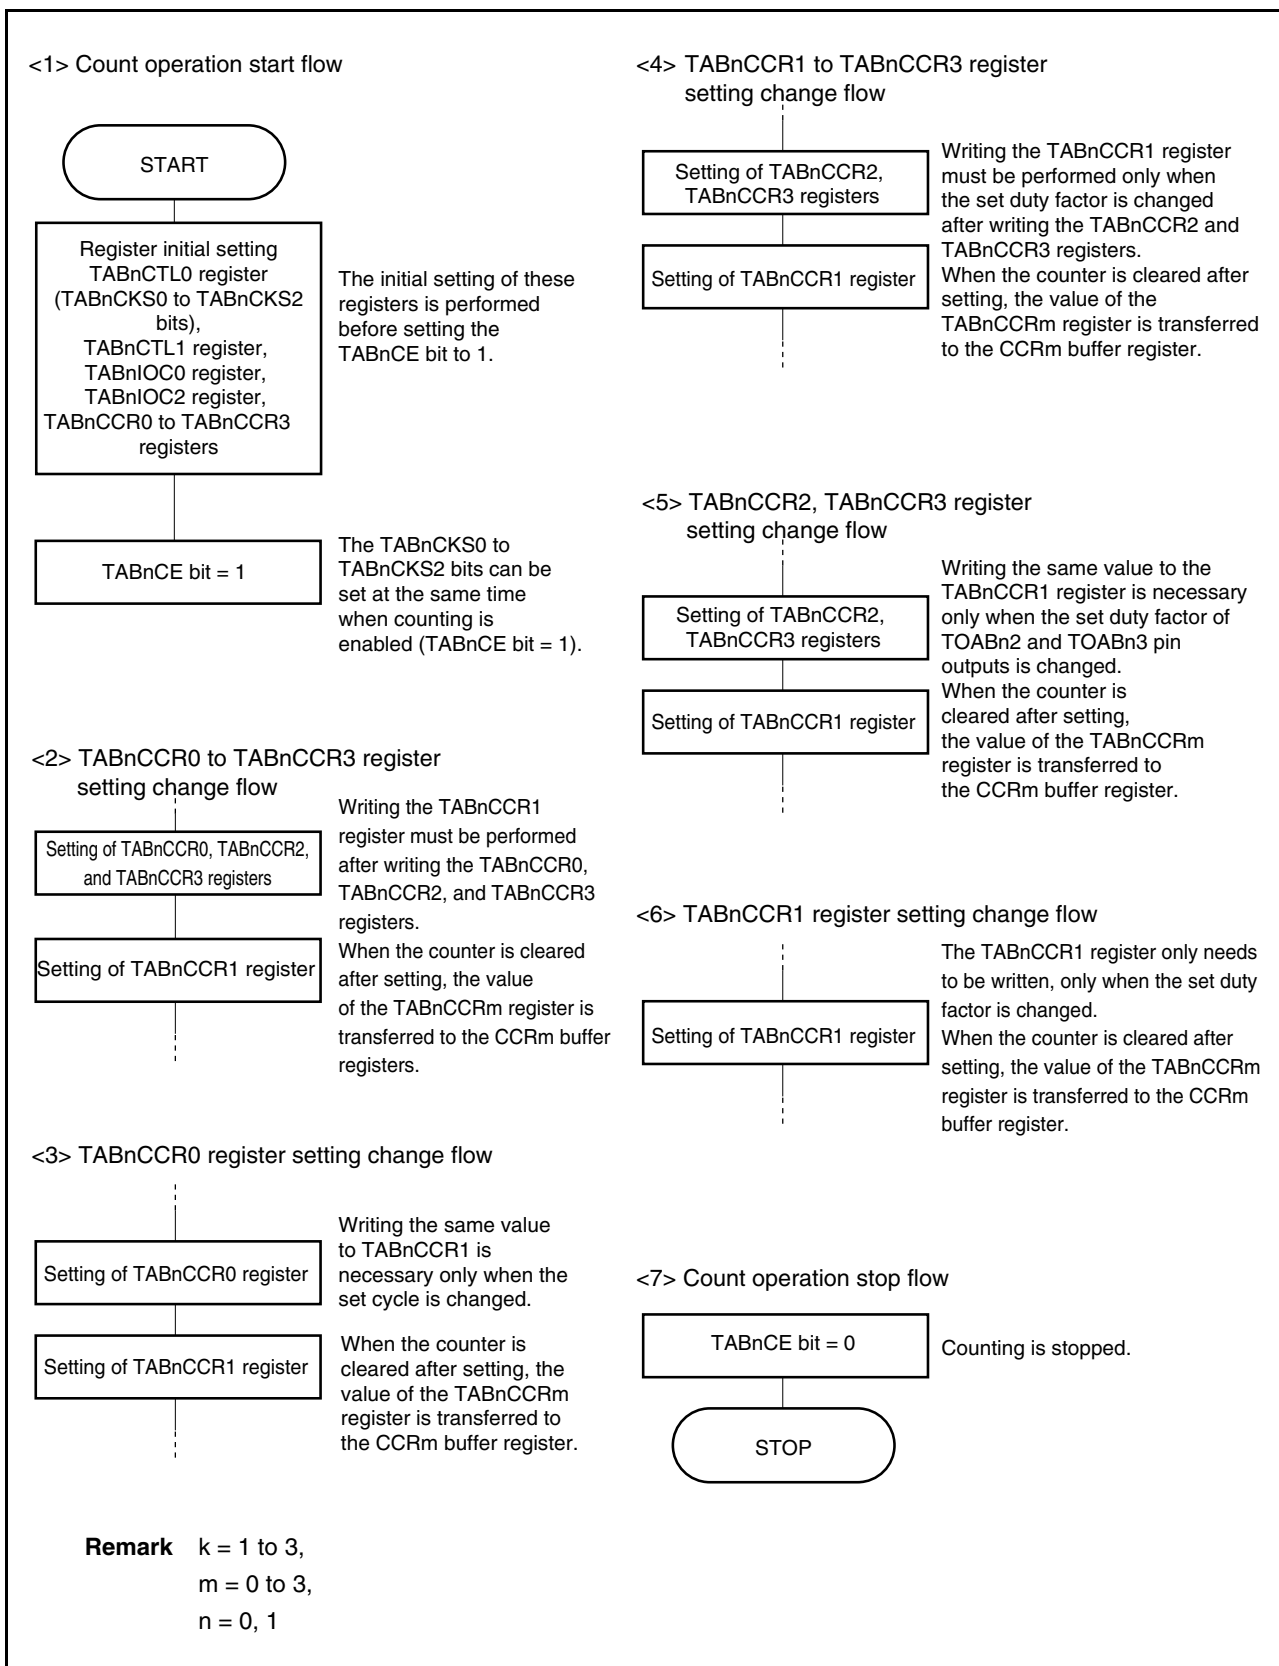 <1> Count operation start flow
START
Register initial setting
TABnCTL0 register
(TABnCKS0 to TABnCKS2
bits),
TABnCTL1 register,
TABnIOC0 register,
TABnIOC2 register,
TABnCCR0 to TABnCCR3
registers
The initial setting of these
registers is performed
before setting the
TABnCE bit to 1.
TABnCE bit = 1
The TABnCKS0 to
TABnCKS2 bits can be
set at the same time
when counting is
enabled (TABnCE bit = 1).
<2> TABnCCR0 to TABnCCR3 register
setting change flow
Setting of TABnCCR0, TABnCCR2,
and TABnCCR3 registers
Setting of TABnCCR1 register
Writing the TABnCCR1
register must be performed
after writing the TABnCCR0,
TABnCCR2, and TABnCCR3
registers.
When the counter is cleared
after setting, the value
of the TABnCCRm register is
transferred to the CCRm buffer
registers.
<3> TABnCCR0 register setting change flow
Setting of TABnCCR0 register
Setting of TABnCCR1 register
Writing the same value
to TABnCCR1 is
necessary only when the
set cycle is changed.
When the counter is
cleared after setting, the
value of the TABnCCRm
register is transferred to
the CCRm buffer register.
<4> TABnCCR1 to TABnCCR3 register
setting change flow
Setting of TABnCCR2,
TABnCCR3 registers
Setting of TABnCCR1 register
Writing the TABnCCR1 register
must be performed only when
the set duty factor is changed
after writing the TABnCCR2 and
TABnCCR3 registers.
When the counter is cleared after
setting, the value of the
TABnCCRm register is transferred
to the CCRm buffer register.
<5> TABnCCR2, TABnCCR3 register
setting change flow
Setting of TABnCCR2,
TABnCCR3 registers
Setting of TABnCCR1 register
Writing the same value to the
TABnCCR1 register is necessary
only when the set duty factor of
TOABn2 and TOABn3 pin
outputs is changed.
When the counter is
cleared after setting,
the value of the TABnCCRm
register is transferred to
the CCRm buffer register.
<6> TABnCCR1 register setting change flow
Setting of TABnCCR1 register
The TABnCCR1 register only needs
to be written, only when the set duty
factor is changed.
When the counter is cleared after
setting, the value of the TABnCCRm
register is transferred to the CCRm
buffer register.
<7> Count operation stop flow
TABnCE bit = 0
Counting is stopped.
STOP
Remark k = 1 to 3,
m = 0 to 3,
n = 0, 1